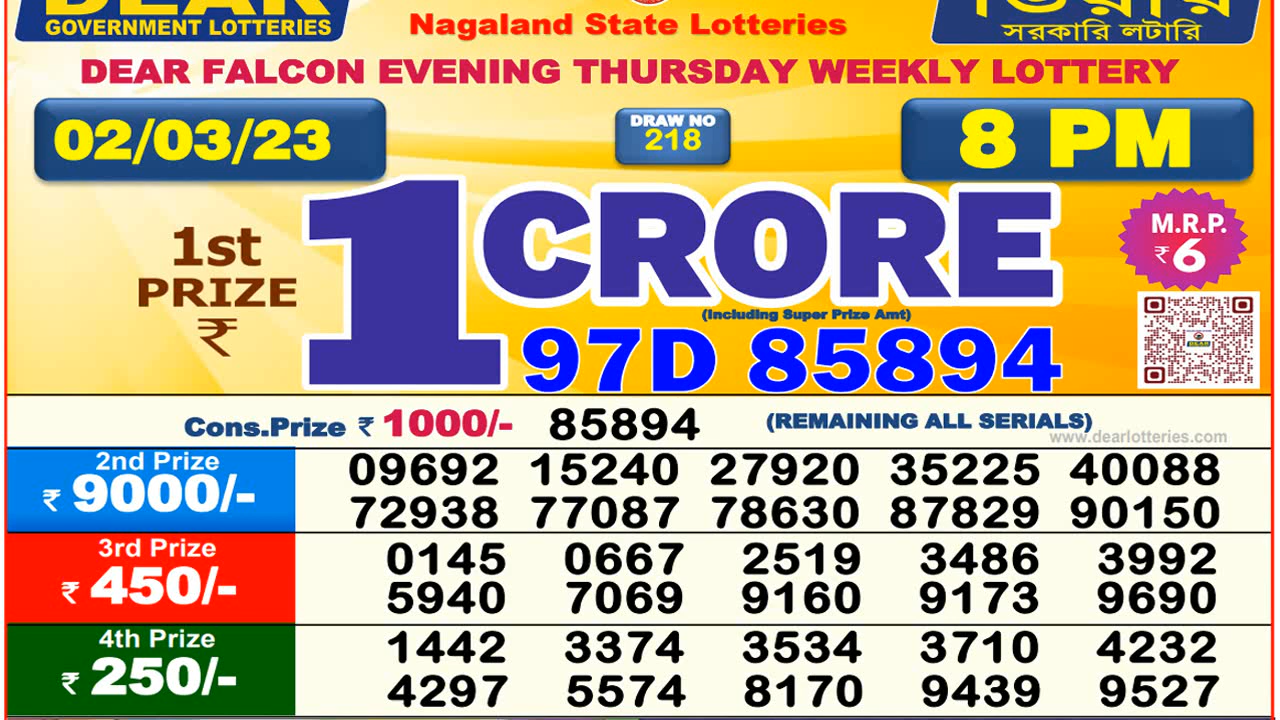 DEAR
GOVERNMENT LOTTERIES
Nagaland State Lotteries
ডিয়ার
সরকারি লটারি
DEAR FALCON EVENING THURSDAY WEEKLY LOTTERY
02/03/23
DRAW NO
218
8 PM
1st
PRIZE
₹
1 CRORE
(Including Super Prize Amt)
97D 85894
M.R.P.
₹6
Cons.Prize ₹ 1000/- 85894 (REMAINING ALL SERIALS)
www.dearlotteries.com
2nd Prize
₹ 9000/-
09692 15240 27920 35225 40088
72938 77087 78630 87829 90150
3rd Prize
₹ 450/-
0145 0667 2519 3486 3992
5940 7069 9160 9173 9690
4th Prize
₹ 250/-
1442 3374 3534 3710 4232
4297 5574 8170 9439 9527